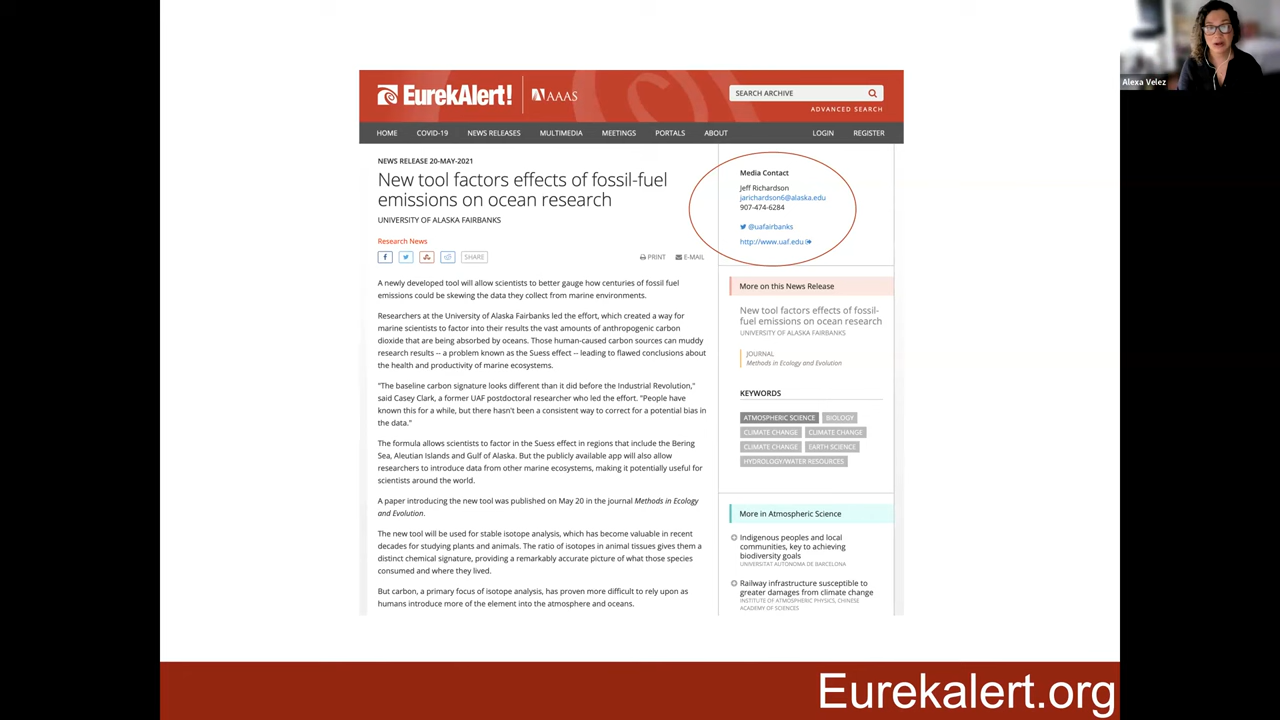 Alexa Velez
EurekAlert! AAAS
SEARCH ARCHIVE
ADVANCED SEARCH
HOME COVID-19 NEWS RELEASES MULTIMEDIA MEETINGS PORTALS ABOUT LOGIN REGISTER
NEWS RELEASE 20-MAY-2021
New tool factors effects of fossil-fuel
emissions on ocean research
UNIVERSITY OF ALASKA FAIRBANKS
Research News
SHARE PRINT E-MAIL
A newly developed tool will allow scientists to better gauge how centuries of fossil fuel
emissions could be skewing the data they collect from marine environments.
Researchers at the University of Alaska Fairbanks led the effort, which created a way for
marine scientists to factor into their results the vast amounts of anthropogenic carbon
dioxide that are being absorbed by oceans. Those human-caused carbon sources can muddy
research results -- a problem known as the Suess effect -- leading to flawed conclusions about
the health and productivity of marine ecosystems.
"The baseline carbon signature looks different than it did before the Industrial Revolution,"
said Casey Clark, a former UAF postdoctoral researcher who led the effort. "People have
known this for a while, but there hasn't been a consistent way to correct for a potential bias in
the data."
The formula allows scientists to factor in the Suess effect in regions that include the Bering
Sea, Aleutian Islands and Gulf of Alaska. But the publicly available app will also allow
researchers to introduce data from other marine ecosystems, making it potentially useful for
scientists around the world.
A paper introducing the new tool was published on May 20 in the journal Methods in Ecology
and Evolution.
The new tool will be used for stable isotope analysis, which has become valuable in recent
decades for studying plants and animals. The ratio of isotopes in animal tissues gives them a
distinct chemical signature, providing a remarkably accurate picture of what those species
consumed and where they lived.
But carbon, a primary focus of isotope analysis, has proven more difficult to rely upon as
humans introduce more of the element into the atmosphere and oceans.
Media Contact
Jeff Richardson
jarichardson6@alaska.edu
907-474-6284
@uafairbanks
http://www.uaf.edu
More on this News Release
New tool factors effects of fossil-
fuel emissions on ocean research
UNIVERSITY OF ALASKA FAIRBANKS
JOURNAL
Methods in Ecology and Evolution
KEYWORDS
ATMOSPHERIC SCIENCE BIOLOGY
CLIMATE CHANGE CLIMATE CHANGE
CLIMATE CHANGE EARTH SCIENCE
HYDROLOGY/WATER RESOURCES
More in Atmospheric Science
Indigenous peoples and local
communities, key to achieving
biodiversity goals
UNIVERSITAT AUTONOMA DE BARCELONA
Railway infrastructure susceptible to
greater damages from climate change
INSTITUTE OF ATMOSPHERIC PHYSICS, CHINESE
ACADEMY OF SCIENCES
Eurekalert.org